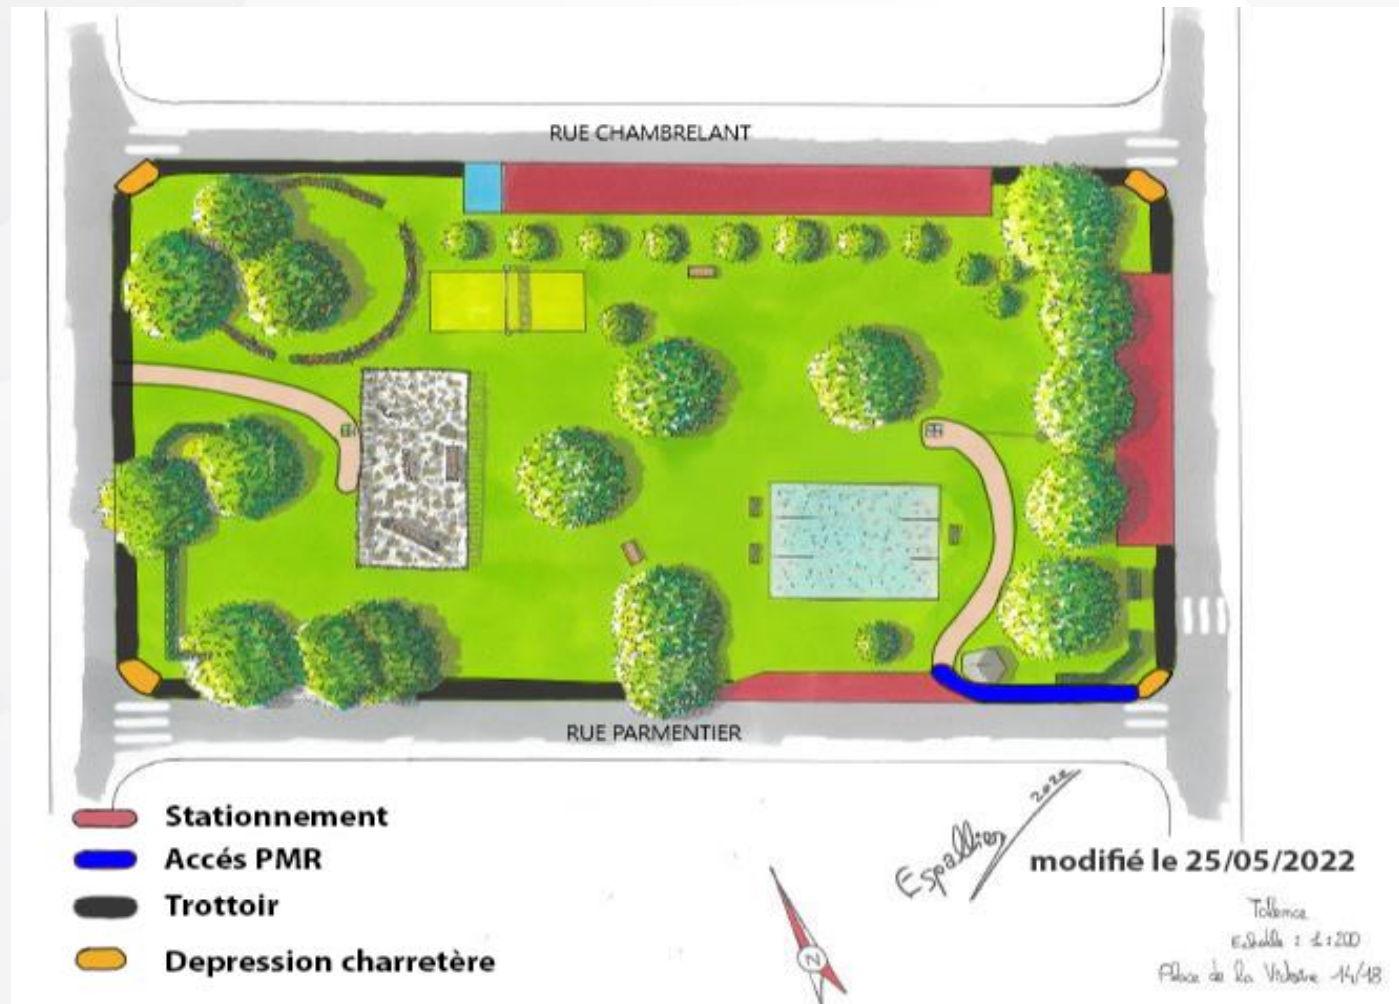 RUE CHAMBRELANT
RUE PARMENTIER
Stationnement
Accés PMR
Trottoir
Depression charretère
2022
Espallier
modifié le 25/05/2022
N
Talence
Echelle : 1:200
Place de la Victoire 14/18